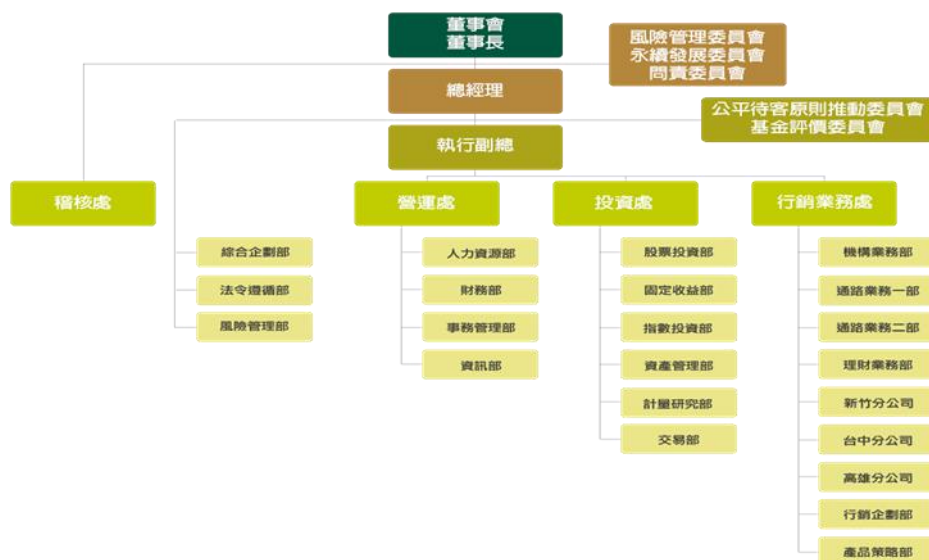 董事會
董事長
風險管理委員會
永續發展委員會
問責委員會
總經理
公平待客原則推動委員會
基金評價委員會
執行副總
稽核處
營運處
投資處
行銷業務處
綜合企劃部
法令遵循部
風險管理部
人力資源部
財務部
事務管理部
資訊部
股票投資部
固定收益部
指數投資部
資產管理部
計量研究部
交易部
機構業務部
通路業務一部
通路業務二部
理財業務部
新竹分公司
台中分公司
高雄分公司
行銷企劃部
產品策略部